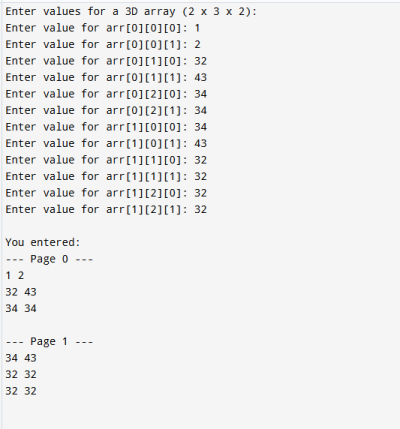 Enter values for a 3D array (2 x 3 x 2):
Enter value for arr[0][0][0]: 1
Enter value for arr[0][0][1]: 2
Enter value for arr[0][1][0]: 32
Enter value for arr[0][1][1]: 43
Enter value for arr[0][2][0]: 34
Enter value for arr[0][2][1]: 34
Enter value for arr[1][0][0]: 34
Enter value for arr[1][0][1]: 43
Enter value for arr[1][1][0]: 32
Enter value for arr[1][1][1]: 32
Enter value for arr[1][2][0]: 32
Enter value for arr[1][2][1]: 32

You entered:
--- Page 0 ---
1 2
32 43
34 34

--- Page 1 ---
34 43
32 32
32 32